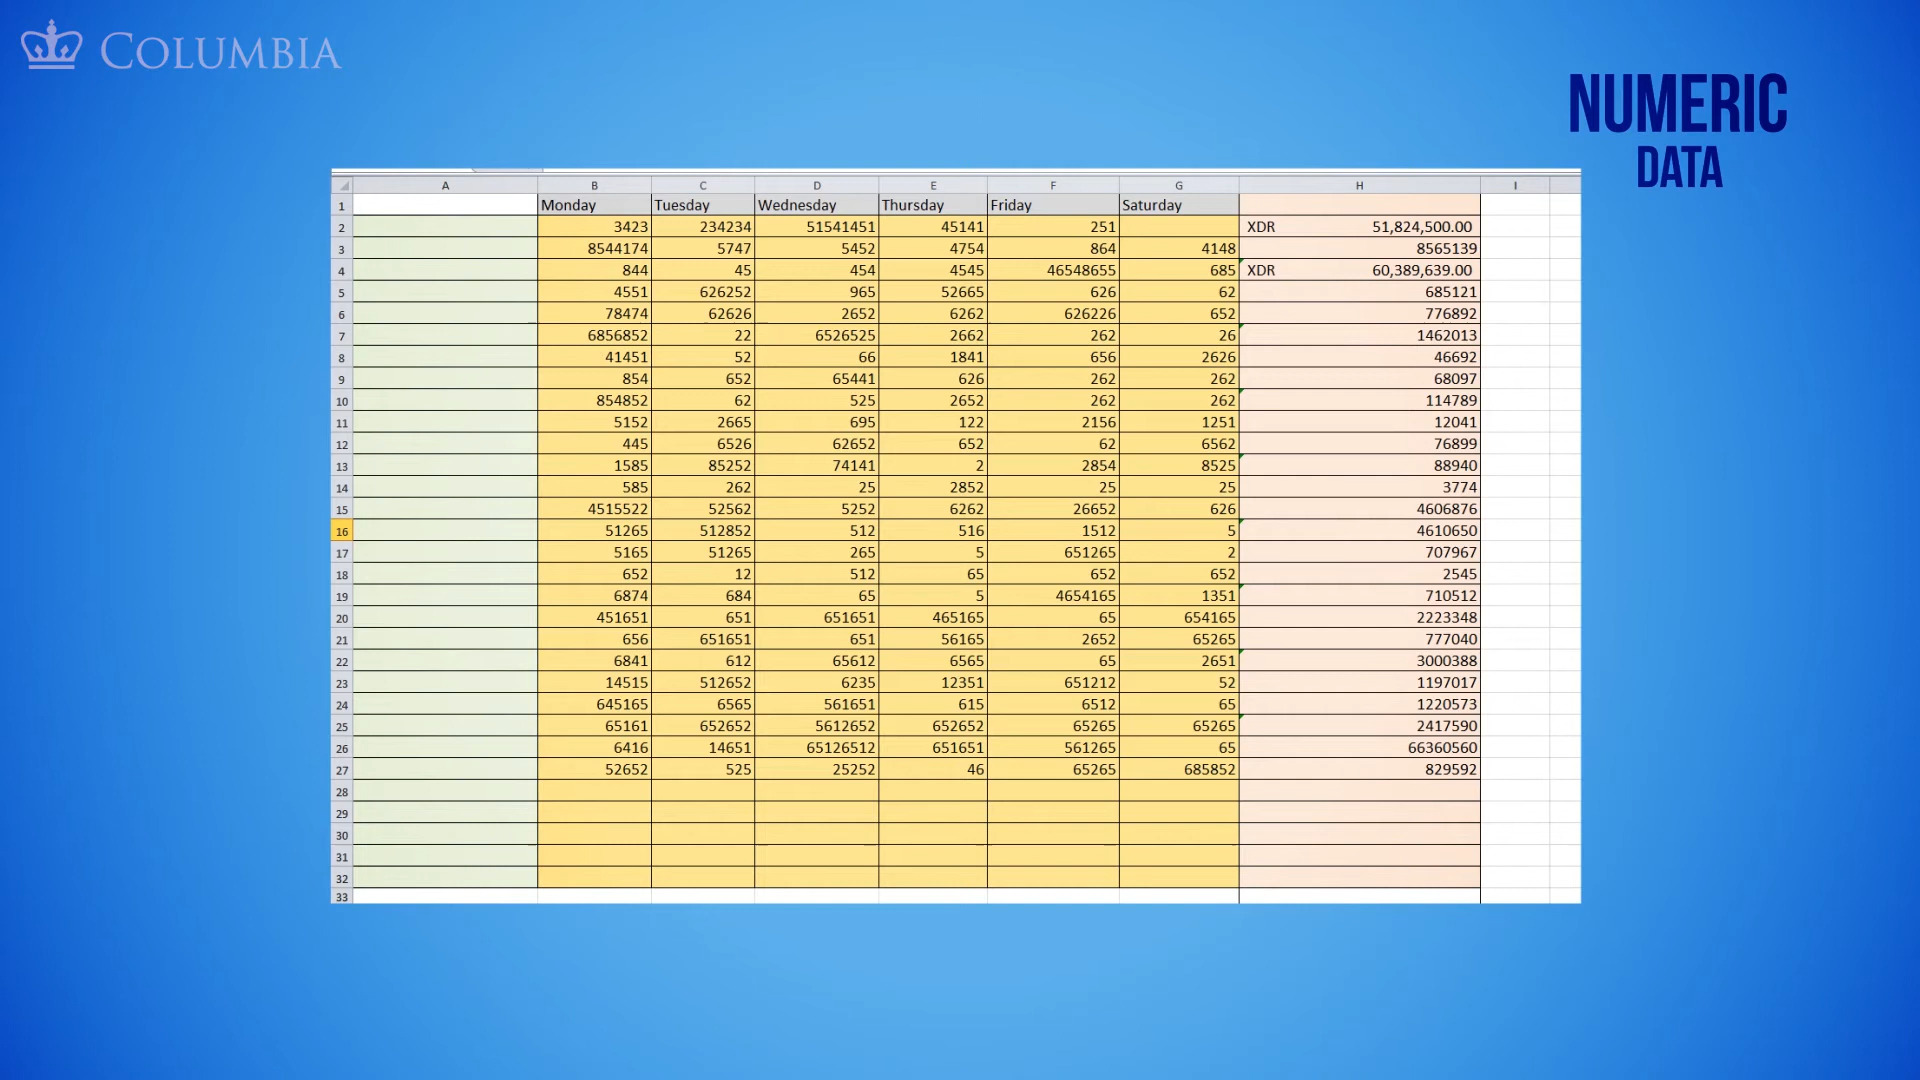 COLUMBIA
NUMERIC
DATA
A B C D E F G H I
1 Monday Tuesday Wednesday Thursday Friday Saturday
2 3423 234234 51541451 45141 251 XDR 51,824,500.00
3 8544174 5747 5452 4754 864 4148 8565139
4 844 45 454 4545 46548655 685 XDR 60,389,639.00
5 4551 626252 965 52665 626 62 685121
6 78474 62626 2652 6262 626226 652 776892
7 6856852 22 6526525 2662 262 26 1462013
8 41451 52 66 1841 656 2626 46692
9 854 652 65441 626 262 262 68097
10 854852 62 525 2652 262 262 114789
11 5152 2665 695 122 2156 1251 12041
12 445 6526 62652 652 62 6562 76899
13 1585 85252 74141 2 2854 8525 88940
14 585 262 25 2852 25 25 3774
15 4515522 52562 5252 6262 26652 626 4606876
16 51265 512852 512 516 1512 5 4610650
17 5165 51265 265 5 651265 2 707967
18 652 12 512 65 652 652 2545
19 6874 684 65 5 4654165 1351 710512
20 451651 651 651651 465165 65 654165 2223348
21 656 651651 651 56165 2652 65265 777040
22 6841 612 65612 6565 65 2651 3000388
23 14515 512652 6235 12351 651212 52 1197017
24 645165 6565 561651 615 6512 65 1220573
25 65161 652652 5612652 652652 65265 65265 2417590
26 6416 14651 65126512 651651 561265 65 66360560
27 52652 525 25252 46 65265 685852 829592
28
29
30
31
32
33